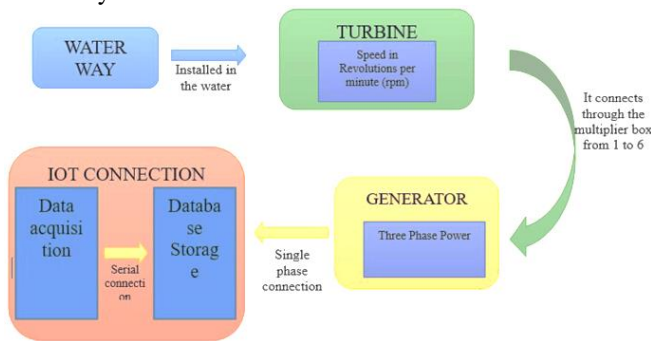 WATER
WAY
Installed in
the water
TURBINE
Speed in
Revolutions per
minute (rpm)
It connects
through the
multiplier box
from 1 to 6
IOT CONNECTION
Data
acquisi
tion
Serial
connecti
on
Databa
se
Storag
e
Single
phase
connection
GENERATOR
Three Phase Power